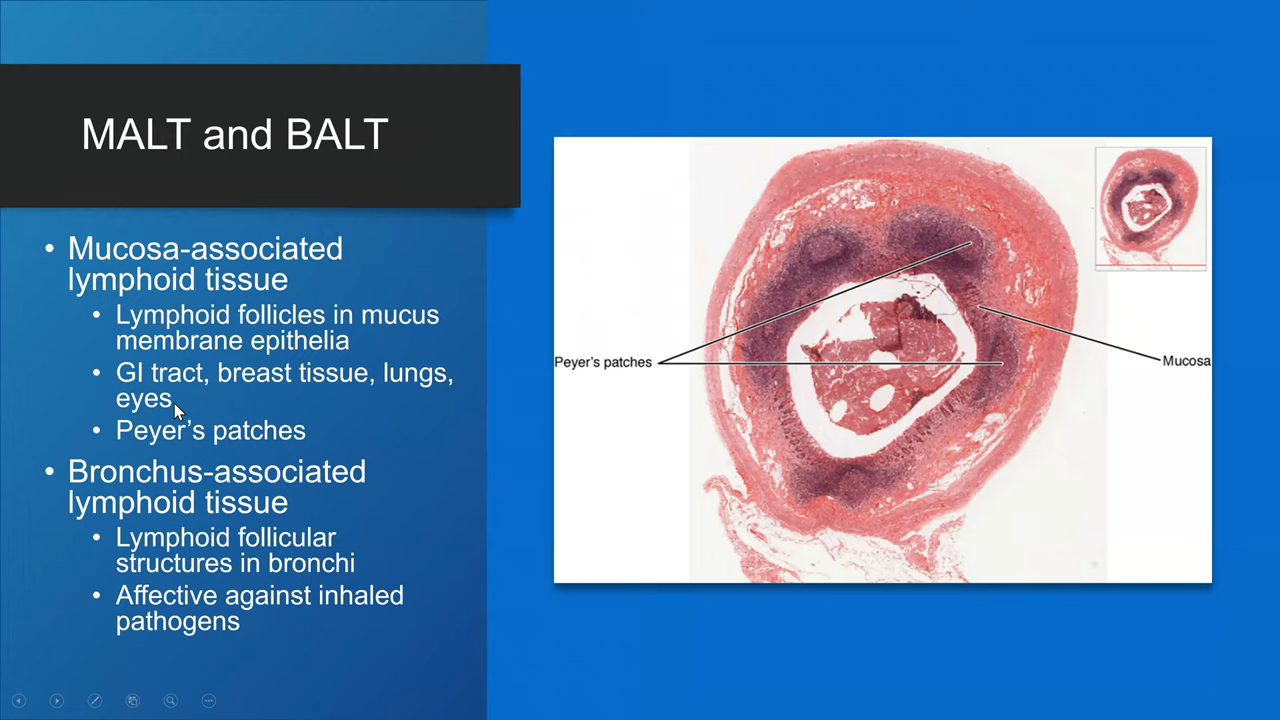 MALT and BALT
• Mucosa-associated
lymphoid tissue
• Lymphoid follicles in mucus
membrane epithelia
• GI tract, breast tissue, lungs,
eyes
• Peyer's patches
• Bronchus-associated
lymphoid tissue
• Lymphoid follicular
structures in bronchi
• Affective against inhaled
pathogens
Peyer's patches
Mucosa